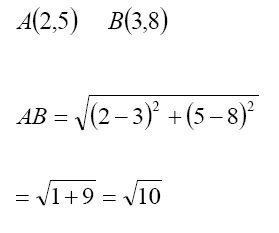 A(2,5) B(3,8)
AB = √((2−3)² + (5−8)²)
= √(1+9) = √10